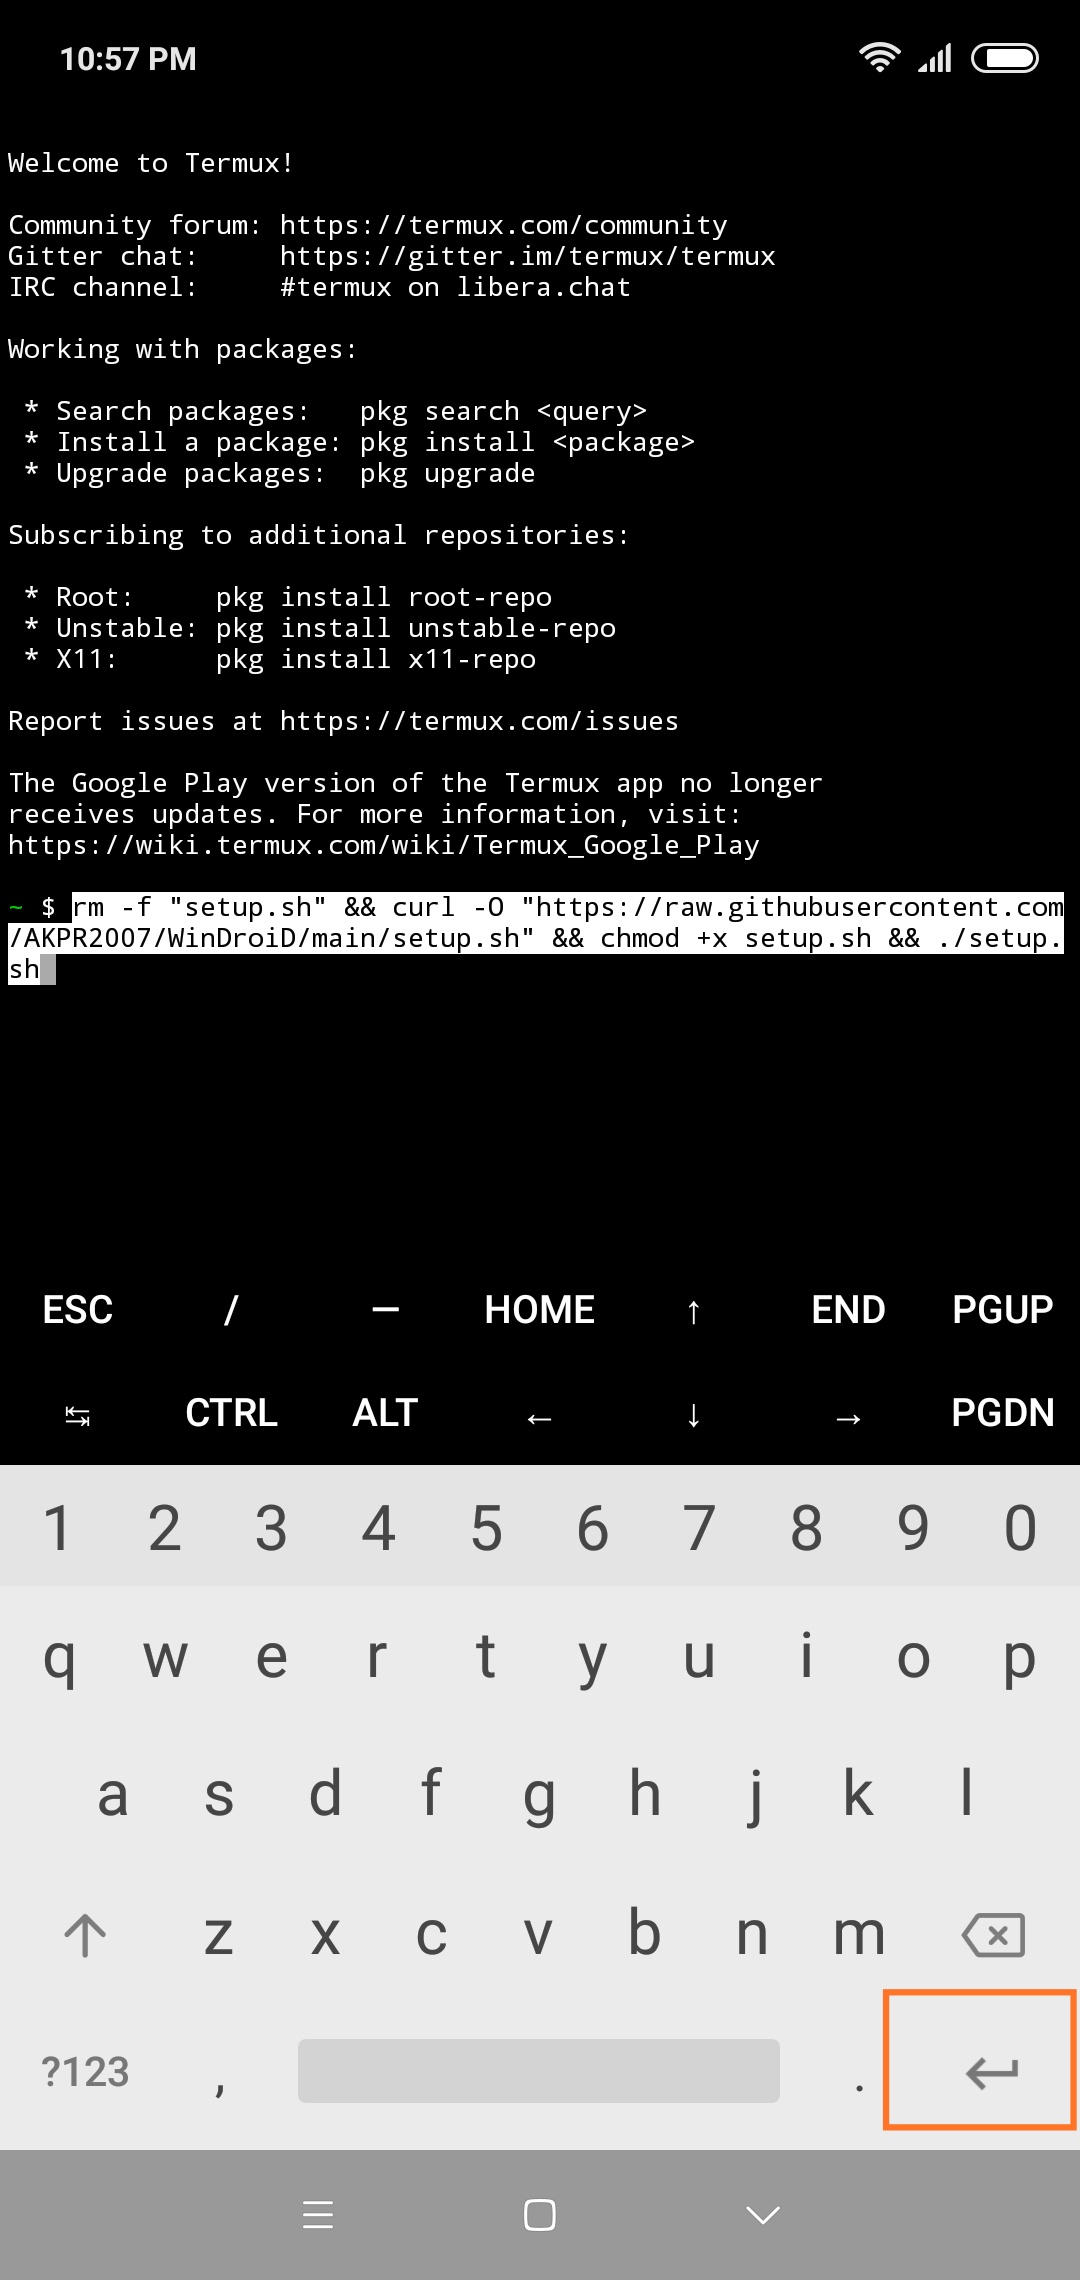 10:57 PM
Welcome to Termux!
Community forum: https://termux.com/community
Gitter chat:     https://gitter.im/termux/termux
IRC channel:     #termux on libera.chat
Working with packages:
 * Search packages:   pkg search <query>
 * Install a package: pkg install <package>
 * Upgrade packages:  pkg upgrade
Subscribing to additional repositories:
 * Root:     pkg install root-repo
 * Unstable: pkg install unstable-repo
 * X11:      pkg install x11-repo
Report issues at https://termux.com/issues
The Google Play version of the Termux app no longer
receives updates. For more information, visit:
https://wiki.termux.com/wiki/Termux_Google_Play
~ $ rm -f "setup.sh" && curl -O "https://raw.githubusercontent.com
/AKPR2007/WinDroiD/main/setup.sh" && chmod +x setup.sh && ./setup.
sh
ESC / — HOME ↑ END PGUP
↹ CTRL ALT ← ↓ → PGDN
1 2 3 4 5 6 7 8 9 0
q w e r t y u i o p
a s d f g h j k l
z x c v b n m
?123 , .